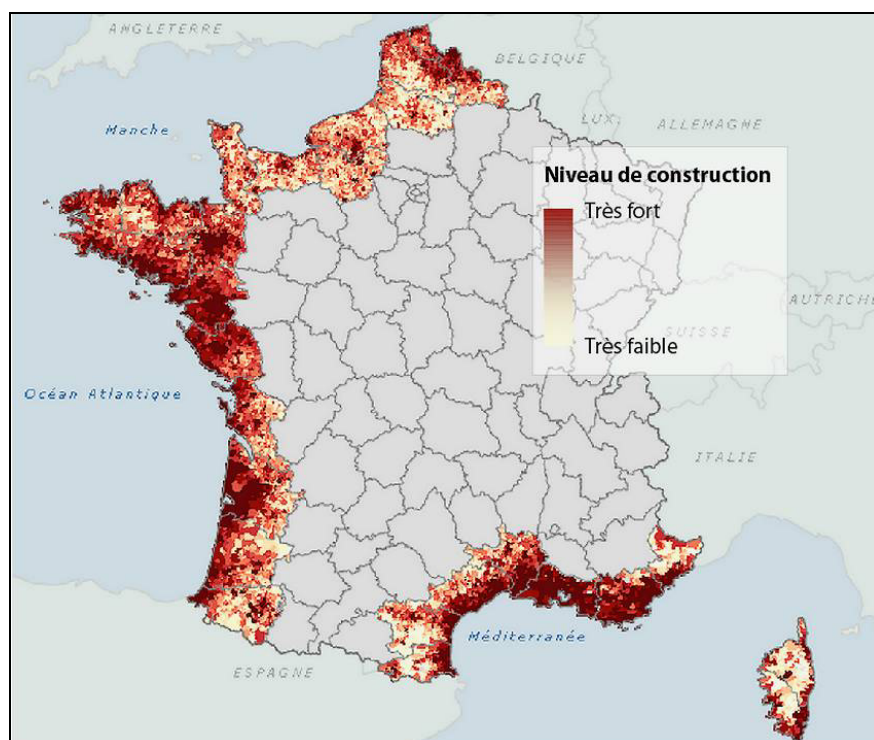 ANGLETERRE
BELGIQUE
LUX.
ALLEMAGNE
Manche
Niveau de construction
Très fort
Très faible
AUTRICHE
SUISSE
Océan Atlantique
ITALIE
Méditerranée
ESPAGNE